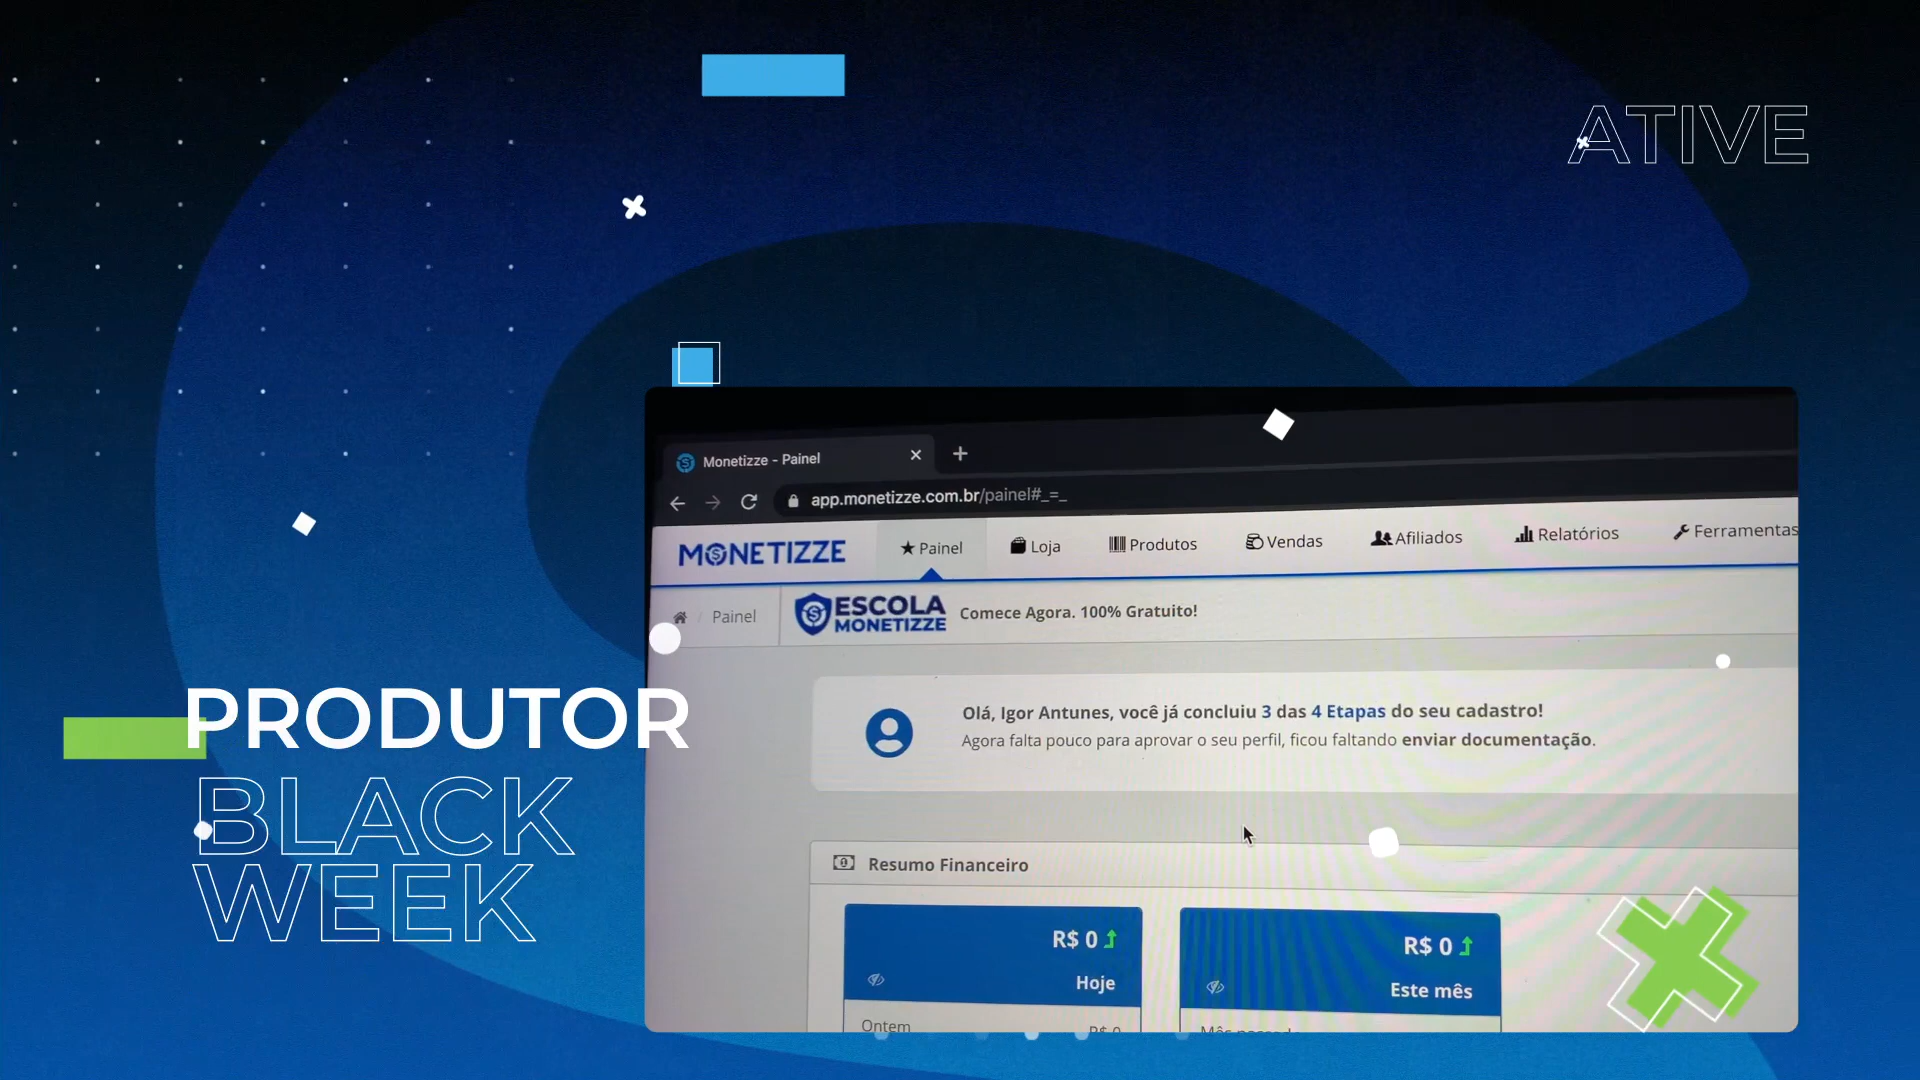 ATIVE
Monetizze - Painel
app.monetizze.com.br/painel#_=_
MONETIZZE
Painel
Loja
Produtos
Vendas
Afiliados
Relatórios
Ferramentas
/ Painel
ESCOLA
MONETIZZE
Comece Agora. 100% Gratuito!
Olá, Igor Antunes, você já concluiu 3 das 4 Etapas do seu cadastro!
Agora falta pouco para aprovar o seu perfil, ficou faltando enviar documentação.
PRODUTOR
BLACK
WEEK
Resumo Financeiro
R$ 0
Hoje
Ontem
R$ 0
R$ 0
Este mês
Mês passado